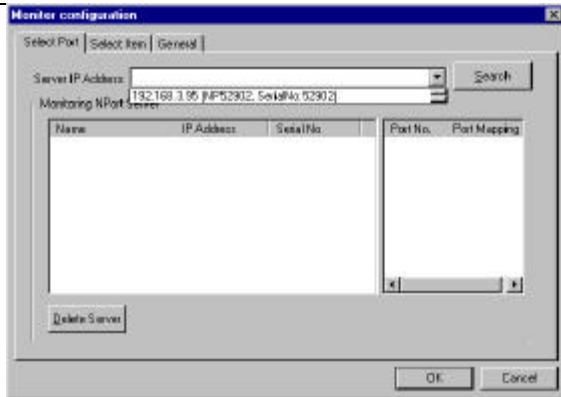 Monitor configuration
Select Port
Select Item
General
Server IP Address:
Search
192.168.3.95 [NP52902, SerialNo:52902]
Monitoring NPort Server
Name
IP Address
Serial No.
Port No.
Port Mapping
Delete Server
OK
Cancel